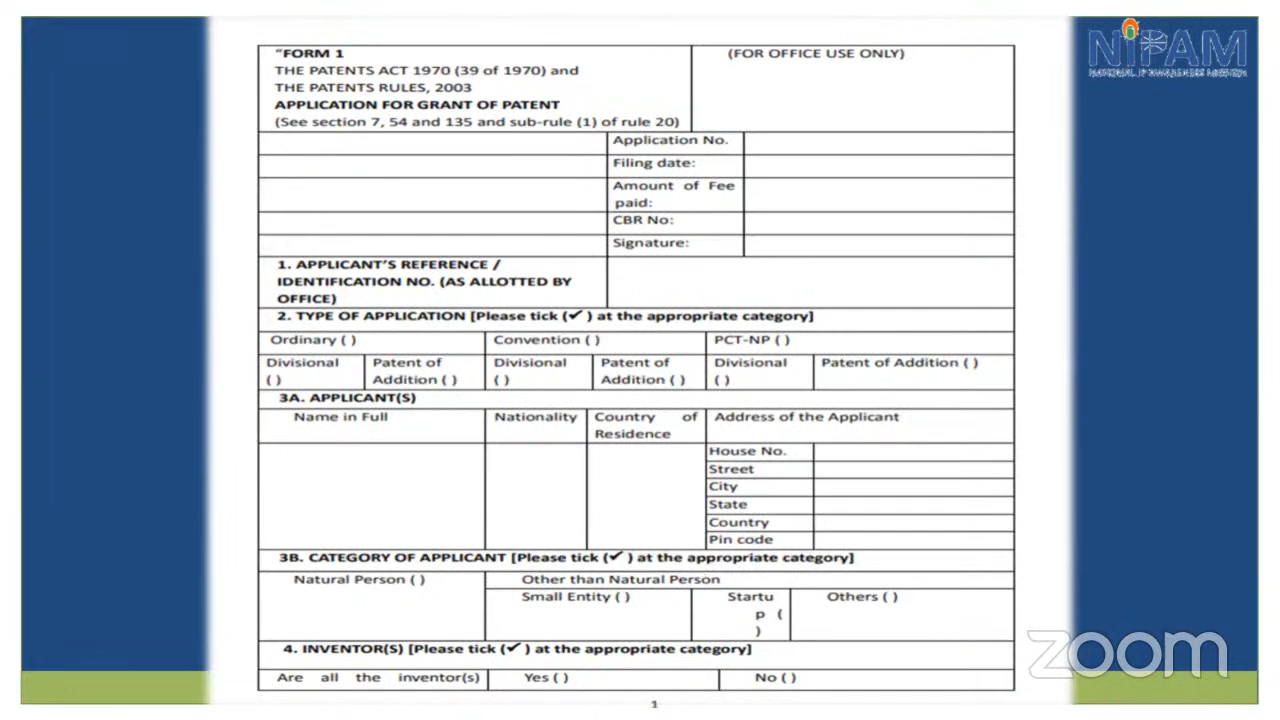 "FORM 1
THE PATENTS ACT 1970 (39 of 1970) and
THE PATENTS RULES, 2003
APPLICATION FOR GRANT OF PATENT
(See section 7, 54 and 135 and sub-rule (1) of rule 20)
(FOR OFFICE USE ONLY)
NIPAM
NATIONAL IP AWARENESS MISSION
Application No.
Filing date:
Amount of Fee
paid:
CBR No:
Signature:
1. APPLICANT'S REFERENCE /
IDENTIFICATION NO. (AS ALLOTTED BY
OFFICE)
2. TYPE OF APPLICATION [Please tick (✓ ) at the appropriate category]
Ordinary ( ) Convention ( ) PCT-NP ( )
Divisional
( )
Patent of
Addition ( )
Divisional
( )
Patent of
Addition ( )
Divisional
( )
Patent of Addition ( )
3A. APPLICANT(S)
Name in Full
Nationality
Country of
Residence
Address of the Applicant
House No.
Street
City
State
Country
Pin code
3B. CATEGORY OF APPLICANT [Please tick (✓ ) at the appropriate category]
Natural Person ( )
Other than Natural Person
Small Entity ( )
Startu
p (
)
Others ( )
4. INVENTOR(S) [Please tick (✓ ) at the appropriate category]
Are all the inventor(s) Yes ( ) No ( )
1
zoom